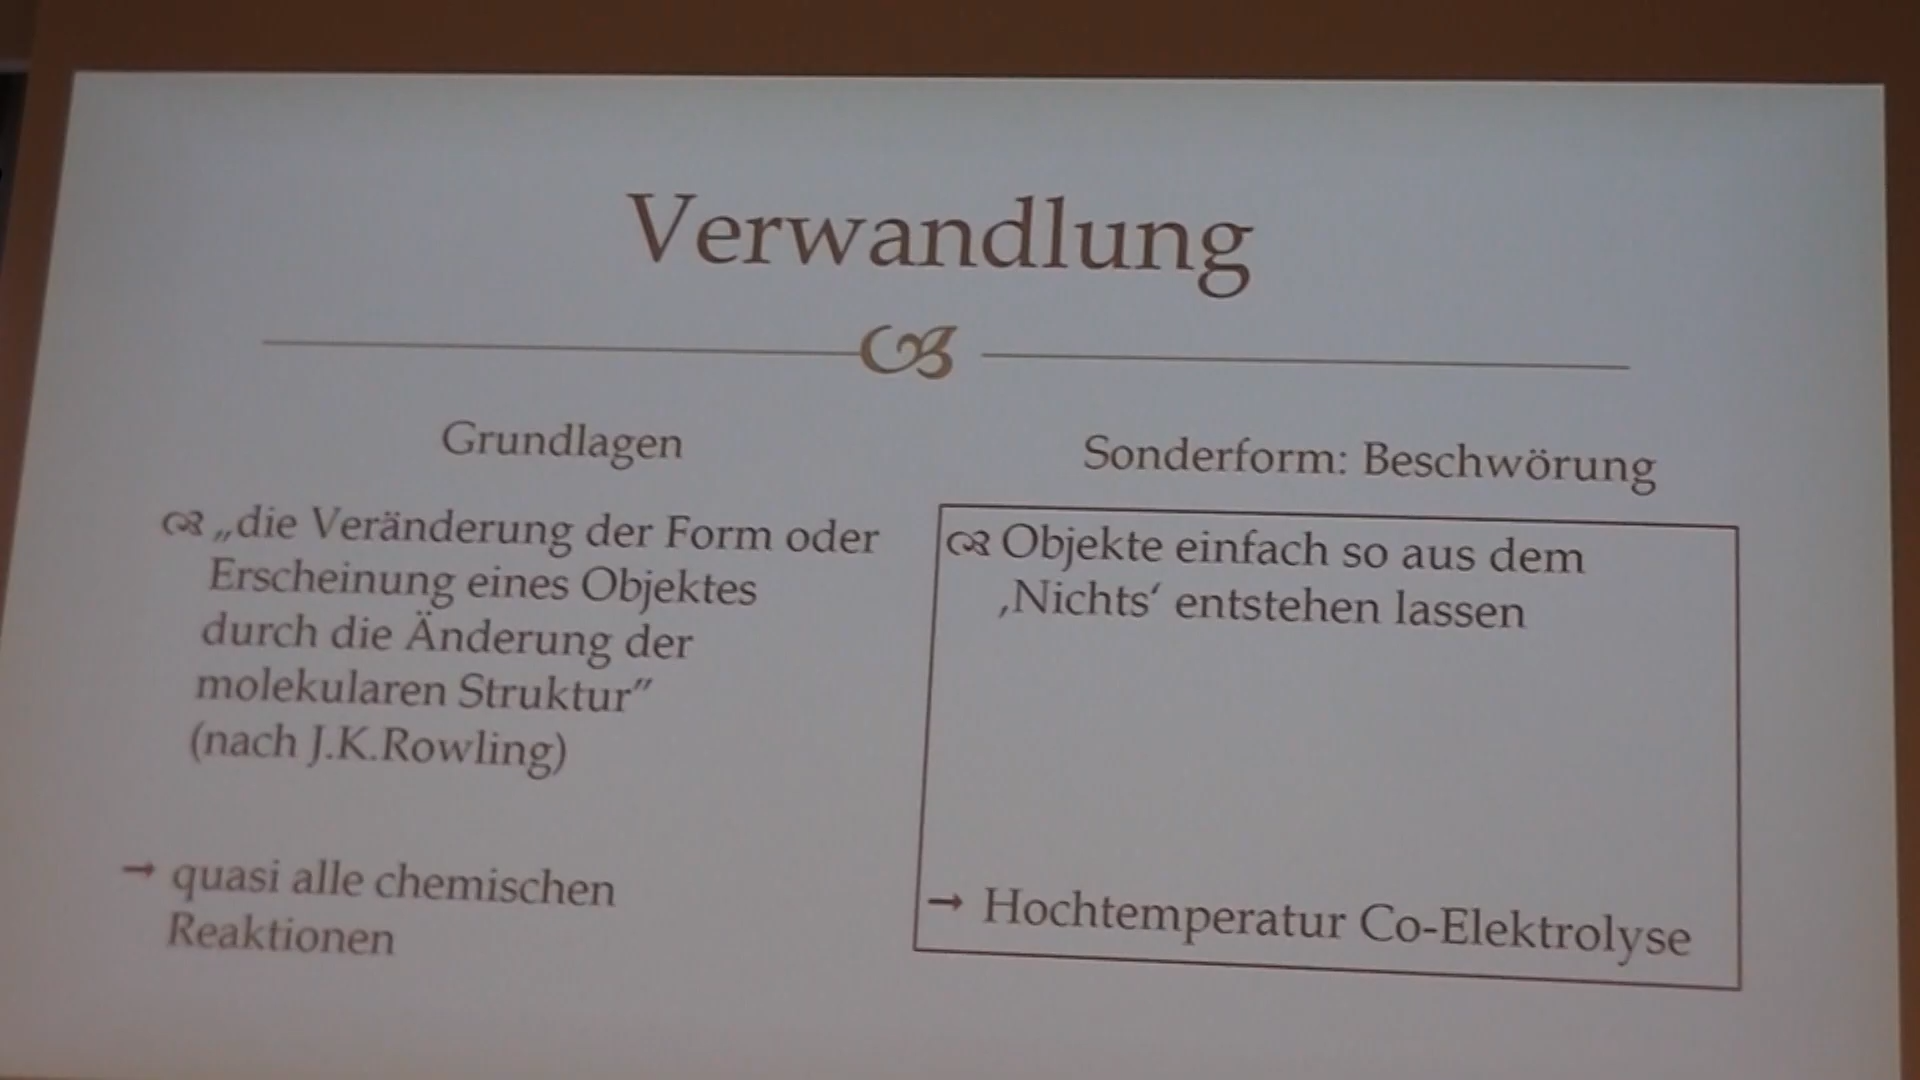 Verwandlung
Grundlagen
„die Veränderung der Form oder
Erscheinung eines Objektes
durch die Änderung der
molekularen Struktur”
(nach J.K.Rowling)
→ quasi alle chemischen
Reaktionen
Sonderform: Beschwörung
Objekte einfach so aus dem
‚Nichts‘ entstehen lassen
→ Hochtemperatur Co-Elektrolyse